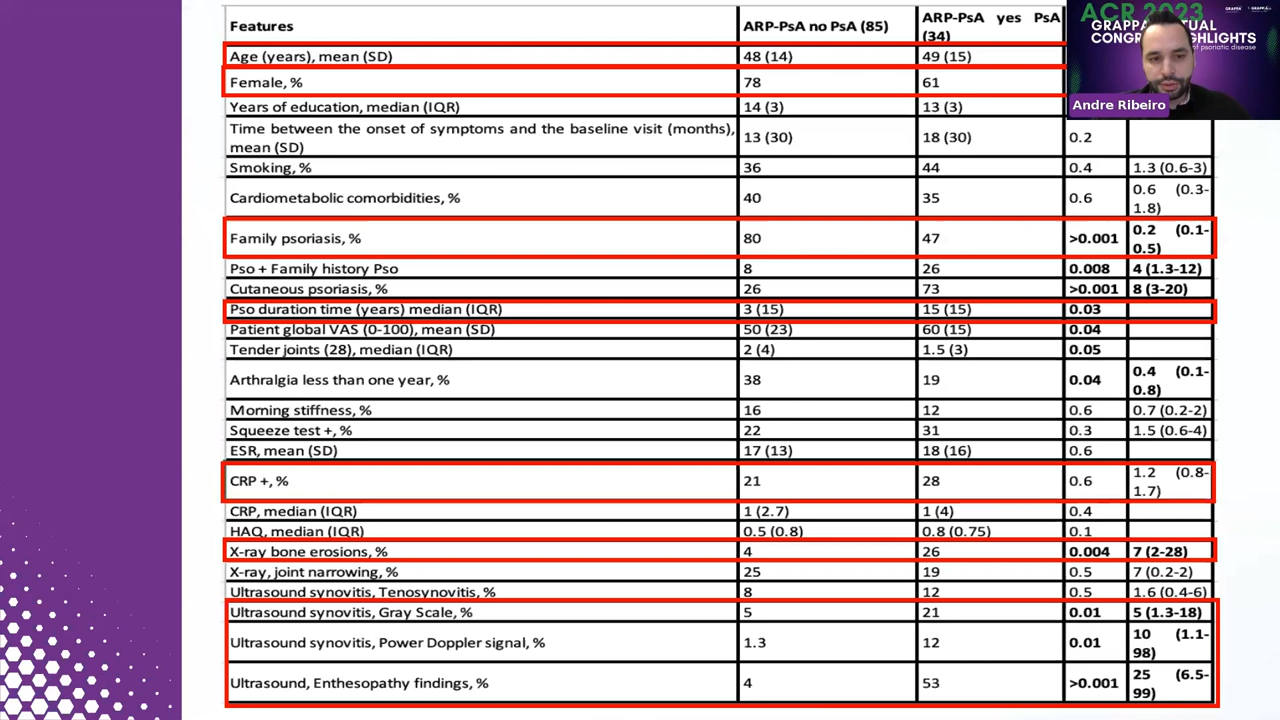 ACR 2023
GRAPPA VIRTUAL
CONGRESS HIGHLIGHTS
of psoriatic disease
Andre Ribeiro
Features ARP-PsA no PsA (85) ARP-PsA yes PsA (34)
Age (years), mean (SD) 48 (14) 49 (15)
Female, % 78 61
Years of education, median (IQR) 14 (3) 13 (3)
Time between the onset of symptoms and the baseline visit (months),
mean (SD) 13 (30) 18 (30) 0.2
Smoking, % 36 44 0.4 1.3 (0.6-3)
Cardiometabolic comorbidities, % 40 35 0.6 0.6 (0.3-
1.8)
Family psoriasis, % 80 47 >0.001 0.2 (0.1-
0.5)
Pso + Family history Pso 8 26 0.008 4 (1.3-12)
Cutaneous psoriasis, % 26 73 >0.001 8 (3-20)
Pso duration time (years) median (IQR) 3 (15) 15 (15) 0.03
Patient global VAS (0-100), mean (SD) 50 (23) 60 (15) 0.04
Tender joints (28), median (IQR) 2 (4) 1.5 (3) 0.05
Arthralgia less than one year, % 38 19 0.04 0.4 (0.1-
0.8)
Morning stiffness, % 16 12 0.6 0.7 (0.2-2)
Squeeze test +, % 22 31 0.3 1.5 (0.6-4)
ESR, mean (SD) 17 (13) 18 (16) 0.6
CRP +, % 21 28 0.6 1.2 (0.8-
1.7)
CRP, median (IQR) 1 (2.7) 1 (4) 0.4
HAQ, median (IQR) 0.5 (0.8) 0.8 (0.75) 0.1
X-ray bone erosions, % 4 26 0.004 7 (2-28)
X-ray, joint narrowing, % 25 19 0.5 7 (0.2-2)
Ultrasound synovitis, Tenosynovitis, % 8 12 0.5 1.6 (0.4-6)
Ultrasound synovitis, Gray Scale, % 5 21 0.01 5 (1.3-18)
Ultrasound synovitis, Power Doppler signal, % 1.3 12 0.01 10 (1.1-
98)
Ultrasound, Enthesopathy findings, % 4 53 >0.001 25 (6.5-
99)